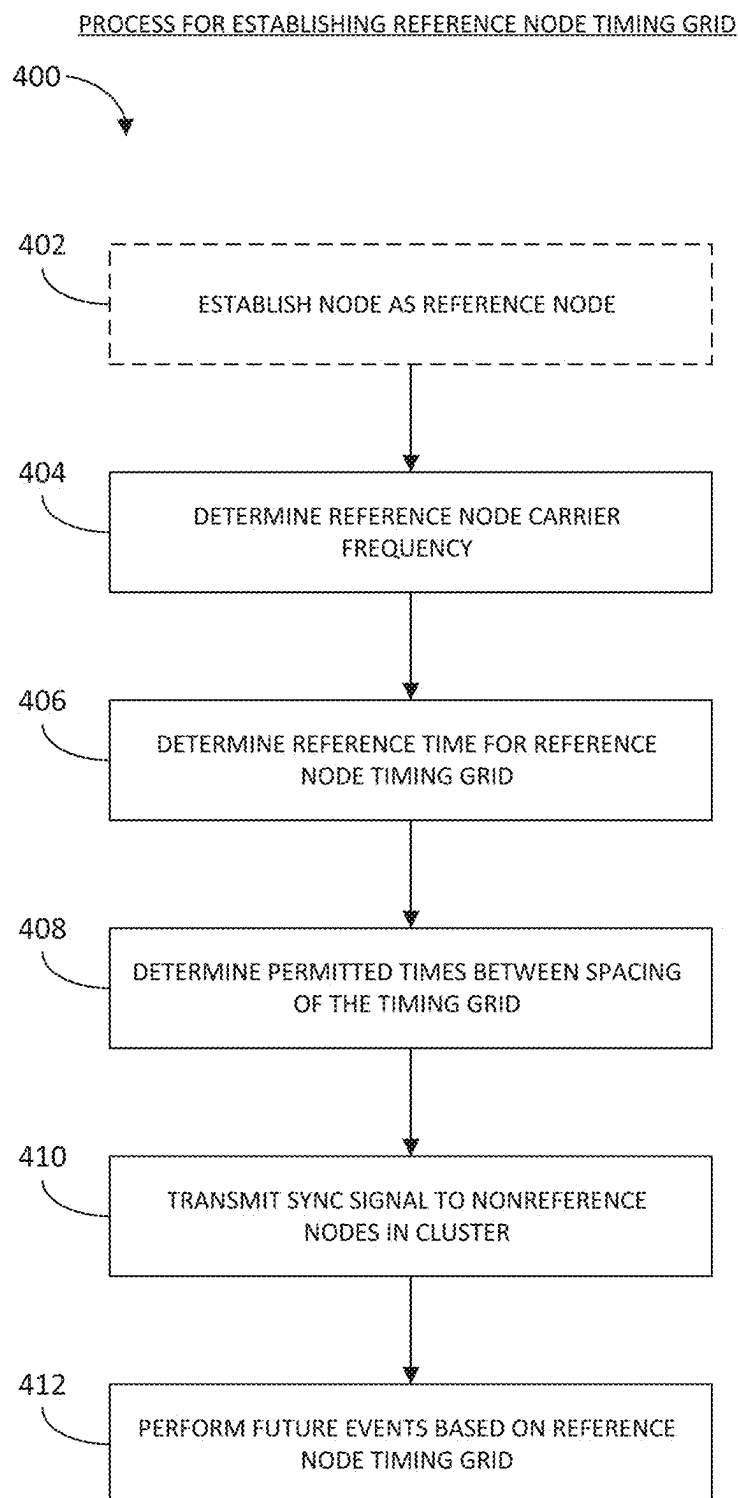 PROCESS FOR ESTABLISHING REFERENCE NODE TIMING GRID
400
402
ESTABLISH NODE AS REFERENCE NODE
404
DETERMINE REFERENCE NODE CARRIER
FREQUENCY
406
DETERMINE REFERENCE TIME FOR REFERENCE
NODE TIMING GRID
408
DETERMINE PERMITTED TIMES BETWEEN SPACING
OF THE TIMING GRID
410
TRANSMIT SYNC SIGNAL TO NONREFERENCE
NODES IN CLUSTER
412
PERFORM FUTURE EVENTS BASED ON REFERENCE
NODE TIMING GRID